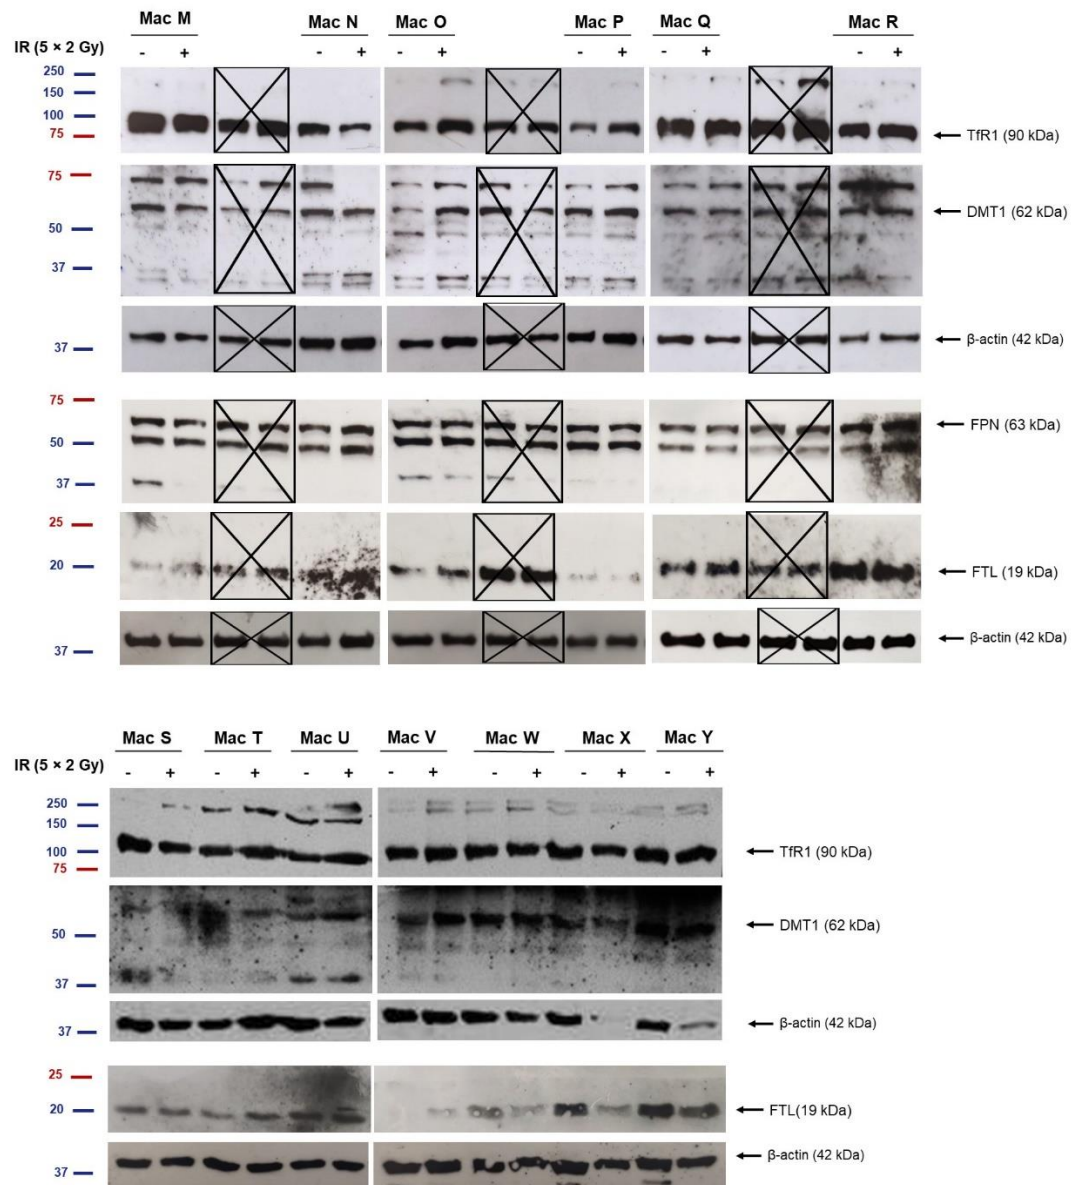 Mac M Mac N Mac O Mac P Mac Q Mac R
IR (5 × 2 Gy) - + - + - + - + - + - +
250
150
100
75
TfR1 (90 kDa)
75
50
37
DMT1 (62 kDa)
37
β-actin (42 kDa)
75
50
37
FPN (63 kDa)
25
20
FTL (19 kDa)
37
β-actin (42 kDa)
Mac S Mac T Mac U Mac V Mac W Mac X Mac Y
IR (5 × 2 Gy) - + - + - + - + - + - + - +
250
150
100
75
TfR1 (90 kDa)
50
37
DMT1 (62 kDa)
37
β-actin (42 kDa)
25
20
FTL(19 kDa)
37
β-actin (42 kDa)